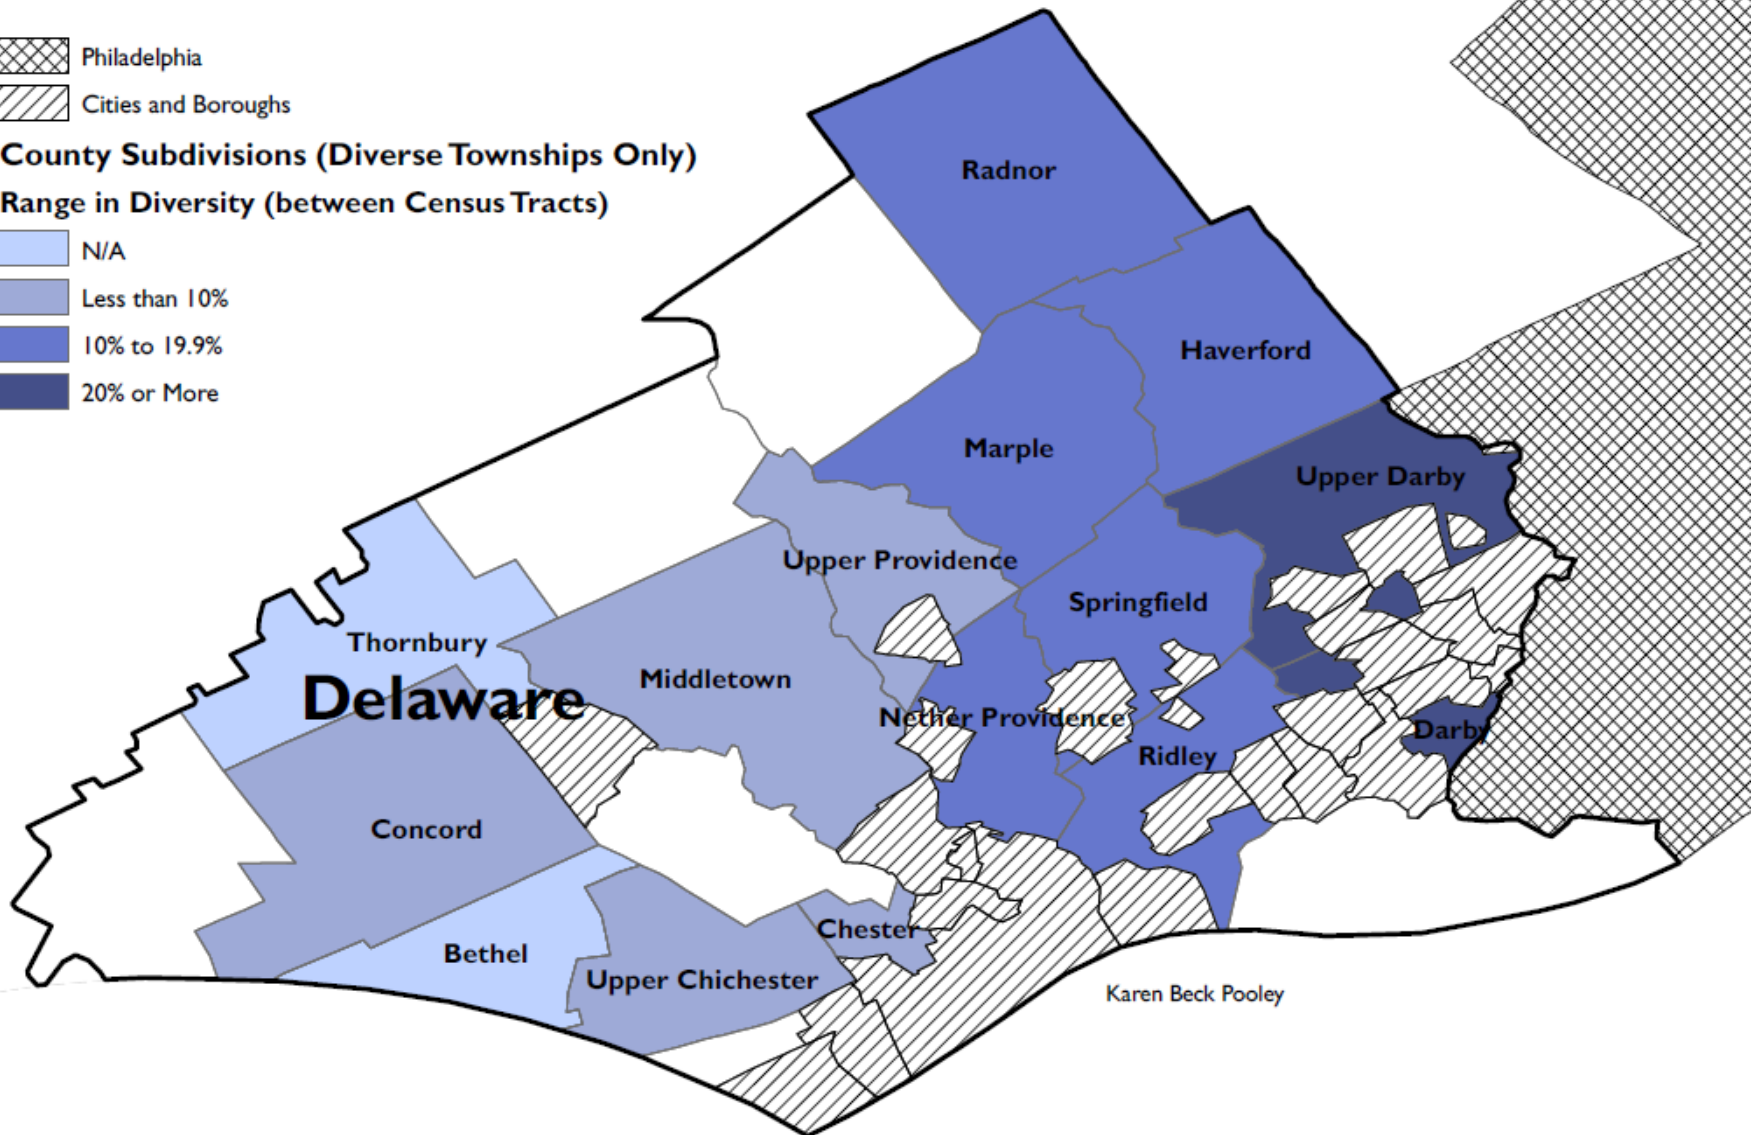 Philadelphia
Cities and Boroughs
County Subdivisions (Diverse Townships Only)
Range in Diversity (between Census Tracts)
N/A
Less than 10%
10% to 19.9%
20% or More
Radnor
Haverford
Marple
Upper Darby
Upper Providence
Springfield
Thornbury
Delaware
Middletown
Nether Providence
Darby
Ridley
Concord
Chester
Bethel
Upper Chichester
Karen Beck Pooley